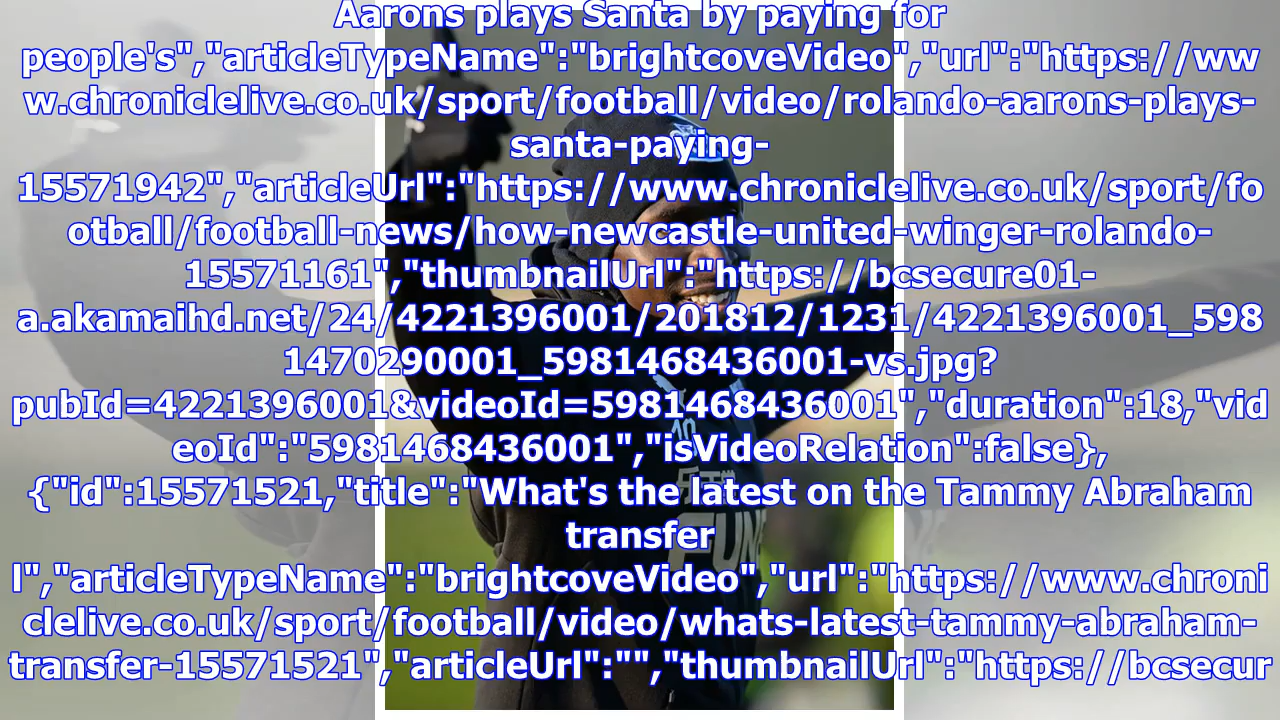 Aarons plays Santa by paying for
people's","articleTypeName":"brightcoveVideo","url":"https://ww
w.chroniclelive.co.uk/sport/football/video/rolando-aarons-plays-
santa-paying-
15571942","articleUrl":"https://www.chroniclelive.co.uk/sport/fo
otball/football-news/how-newcastle-united-winger-rolando-
15571161","thumbnailUrl":"https://bcsecure01-
a.akamaihd.net/24/4221396001/201812/1231/4221396001_598
1470290001_5981468436001-vs.jpg?
pubId=4221396001&videoId=5981468436001","duration":18,"vid
eoId":"5981468436001","isVideoRelation":false},
{"id":15571521,"title":"What's the latest on the Tammy Abraham
transfer
l","articleTypeName":"brightcoveVideo","url":"https://www.chroni
clelive.co.uk/sport/football/video/whats-latest-tammy-abraham-
transfer-15571521","articleUrl":"","thumbnailUrl":"https://bcsecur